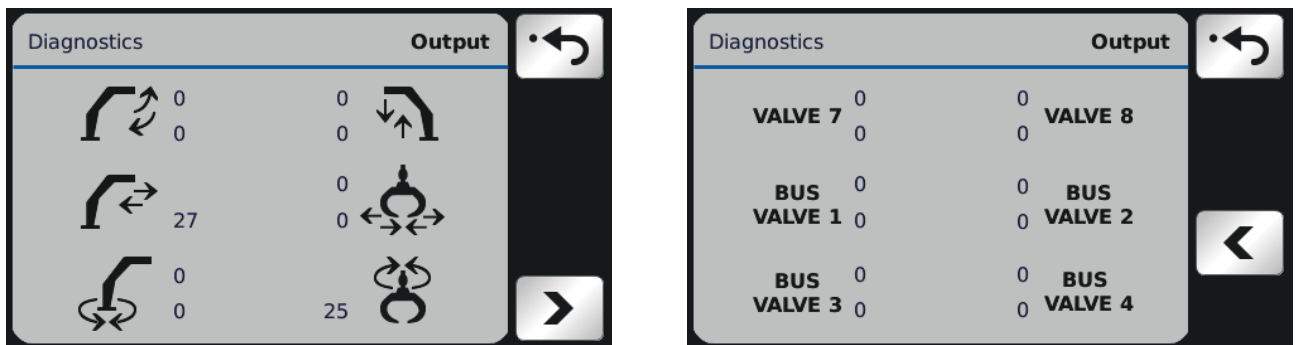 Diagnostics Output
0 0
0 0
0
27 0
0
0 25
Diagnostics Output
VALVE 7 0 0 VALVE 8
0 0
BUS 0 0 BUS
VALVE 1 0 0 VALVE 2
BUS 0 0 BUS
VALVE 3 0 0 VALVE 4